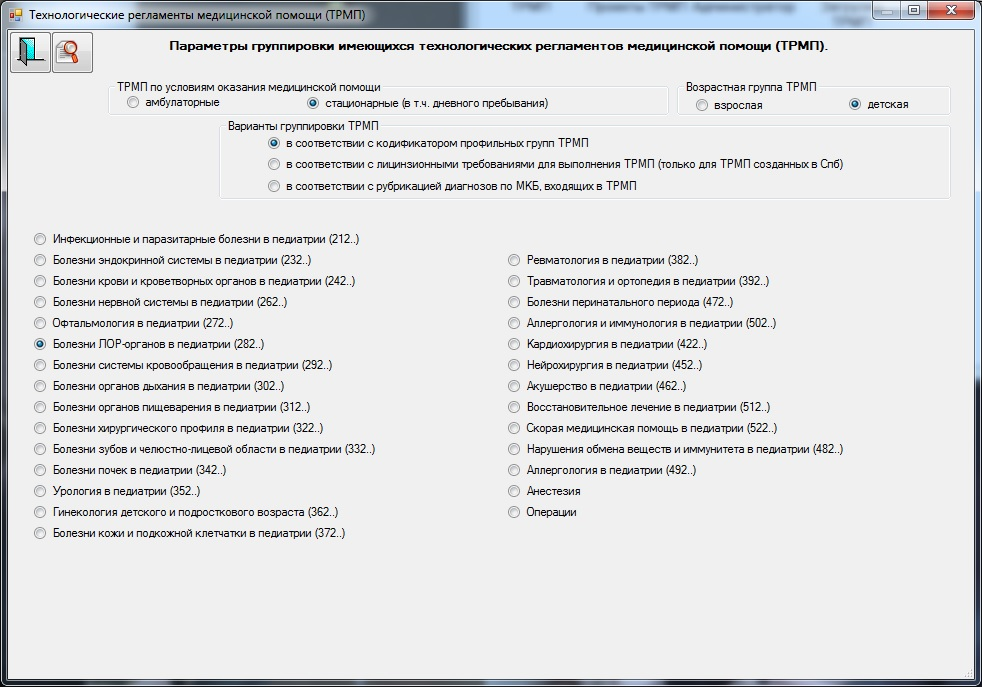 Технологические регламенты медицинской помощи (ТРМП)
Параметры группировки имеющихся технологических регламентов медицинской помощи (ТРМП).
ТРМП по условиям оказания медицинской помощи
амбулаторные
стационарные (в т.ч. дневного пребывания)
Возрастная группа ТРМП
взрослая
детская
Варианты группировки ТРМП
в соответствии с кодификатором профильных групп ТРМП
в соответствии с лицинзионными требованиями для выполнения ТРМП (только для ТРМП созданных в Спб)
в соответствии с рубрикацией диагнозов по МКБ, входящих в ТРМП
Инфекционные и паразитарные болезни в педиатрии (212..)
Болезни эндокринной системы в педиатрии (232..)
Болезни крови и кроветворных органов в педиатрии (242..)
Болезни нервной системы в педиатрии (262..)
Офтальмология в педиатрии (272..)
Болезни ЛОР-органов в педиатрии (282..)
Болезни системы кровообращения в педиатрии (292..)
Болезни органов дыхания в педиатрии (302..)
Болезни органов пищеварения в педиатрии (312..)
Болезни хирургического профиля в педиатрии (322..)
Болезни зубов и челюстно-лицевой области в педиатрии (332..)
Болезни почек в педиатрии (342..)
Урология в педиатрии (352..)
Гинекология детского и подросткового возраста (362..)
Болезни кожи и подкожной клетчатки в педиатрии (372..)
Ревматология в педиатрии (382..)
Травматология и ортопедия в педиатрии (392..)
Болезни перинатального периода (472..)
Аллергология и иммунология в педиатрии (502..)
Кардиохирургия в педиатрии (422..)
Нейрохирургия в педиатрии (452..)
Акушерство в педиатрии (462..)
Восстановительное лечение в педиатрии (512..)
Скорая медицинская помощь в педиатрии (522..)
Нарушения обмена веществ и иммунитета в педиатрии (482..)
Аллергология в педиатрии (492..)
Анестезия
Операции